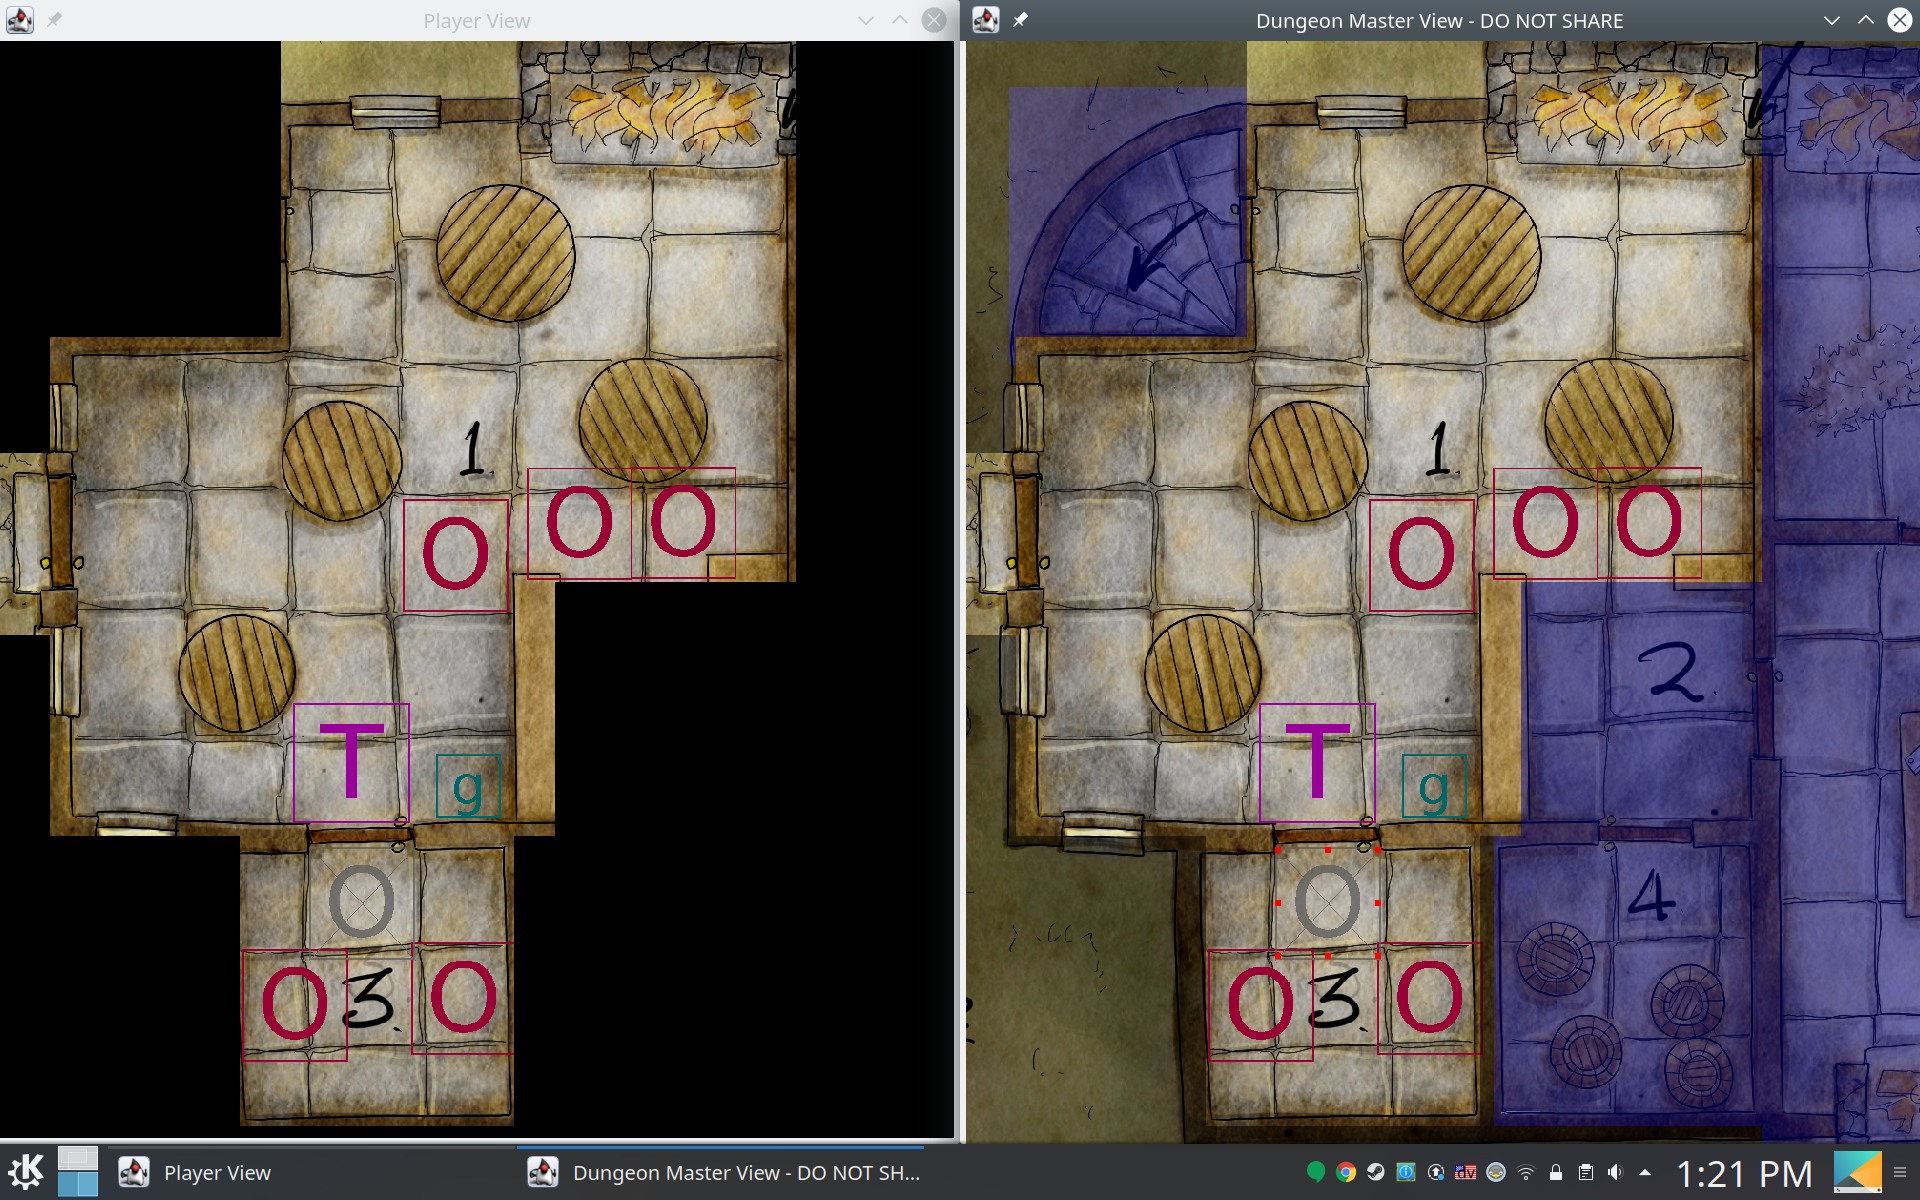 Player View
1.
O
O
O
T
g
O
O
3.
O
Dungeon Master View - DO NOT SHARE
1.
O
O
O
2.
T
g
O
4.
O
3.
O
Player View
Dungeon Master View - DO NOT SH...
dv
1:21 PM